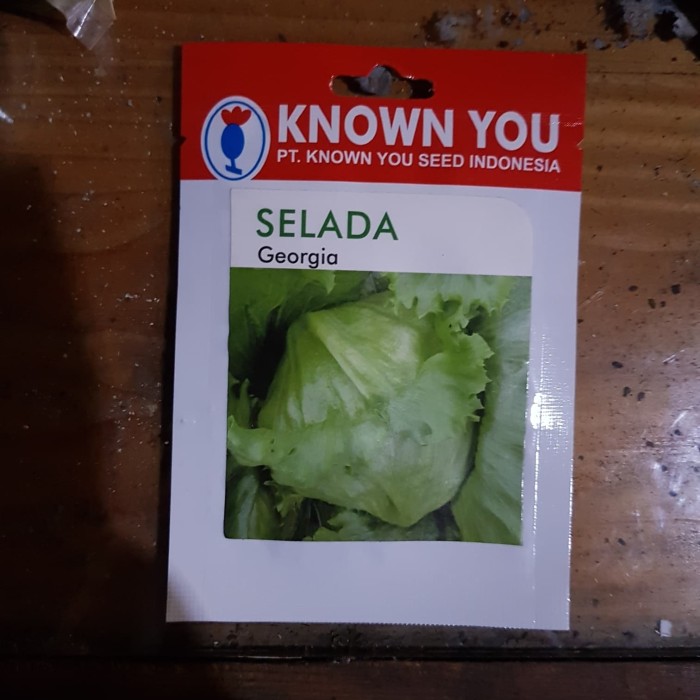 KNOWN YOU
PT. KNOWN YOU SEED INDONESIA
SELADA
Georgia